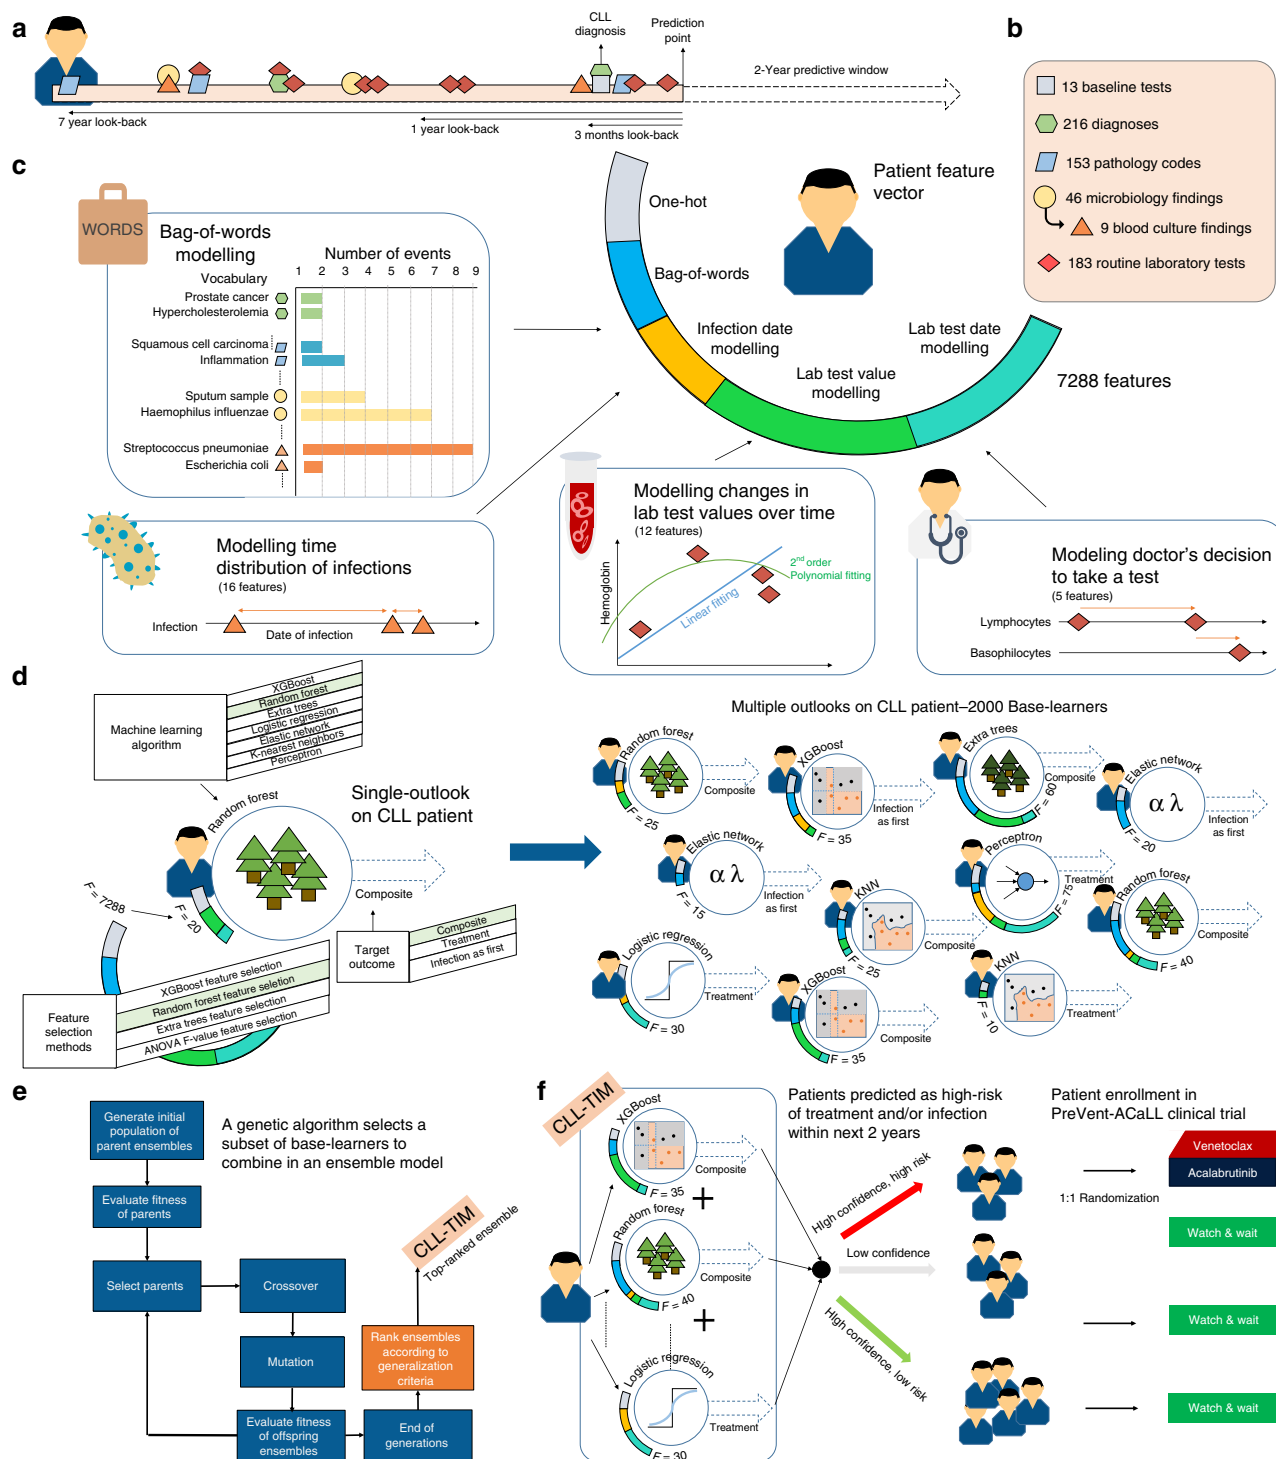 a
CLL
diagnosis
Prediction
point
2-Year predictive window
7 year look-back
1 year look-back
3 months look-back
b
13 baseline tests
216 diagnoses
153 pathology codes
46 microbiology findings
9 blood culture findings
183 routine laboratory tests
c
WORDS
Bag-of-words
modelling
Number of events
Vocabulary
1 2 3 4 5 6 7 8 9
Prostate cancer
Hypercholesterolemia
Squamous cell carcinoma
Inflammation
Sputum sample
Haemophilus influenzae
Streptococcus pneumoniae
Escherichia coli
Patient feature
vector
One-hot
Bag-of-words
Infection date
modelling
Lab test value
modelling
Lab test date
modelling
7288 features
Modelling time
distribution of infections
(16 features)
Infection
Date of infection
Modelling changes in
lab test values over time
(12 features)
Hemoglobin
2nd order
Polynomial fitting
Linear fitting
Modeling doctor's decision
to take a test
(5 features)
Lymphocytes
Basophilocytes
d
Machine learning
algorithm
XGBoost
Random forest
Extra trees
Logistic regression
Elastic network
K-nearest neighbors
Perceptron
Random forest
Single-outlook
on CLL patient
Composite
F = 7288
F = 20
Target
outcome
Composite
Treatment
Infection as first
Feature
selection
methods
XGBoost feature selection
Random forest feature seletion
Extra trees feature selection
ANOVA F-value feature selection
Multiple outlooks on CLL patient–2000 Base-learners
Random forest
Composite
F = 25
XGBoost
Infection
as first
F = 35
Extra trees
Composite
F = 60
Elastic network
α λ
Infection
as first
F = 20
Elastic network
α λ
Infection
as first
F = 15
KNN
Composite
F = 25
Perceptron
Treatment
F = 75
Random forest
Composite
F = 40
Logistic regression
Treatment
F = 30
XGBoost
Composite
F = 35
KNN
Treatment
F = 10
e
Generate initial
population of
parent ensembles
A genetic algorithm selects a
subset of base-learners to
combine in an ensemble model
Evaluate fitness
of parents
Select parents
Crossover
Mutation
Evaluate fitness
of offspring
ensembles
End of
generations
Rank ensembles
according to
generalization
criteria
CLL-TIM
Top-ranked ensemble
f
CLL-TIM
XGBoost
Composite
F = 35
+
Random forest
Composite
F = 40
+
Logistic regression
Treatment
F = 30
Patients predicted as high-risk
of treatment and/or infection
within next 2 years
HIgh confidence, high risk
Low confidence
HIgh confidence, low risk
Patient enrollment in
PreVent-ACaLL clinical trial
1:1 Randomization
Venetoclax
Acalabrutinib
Watch & wait
Watch & wait
Watch & wait